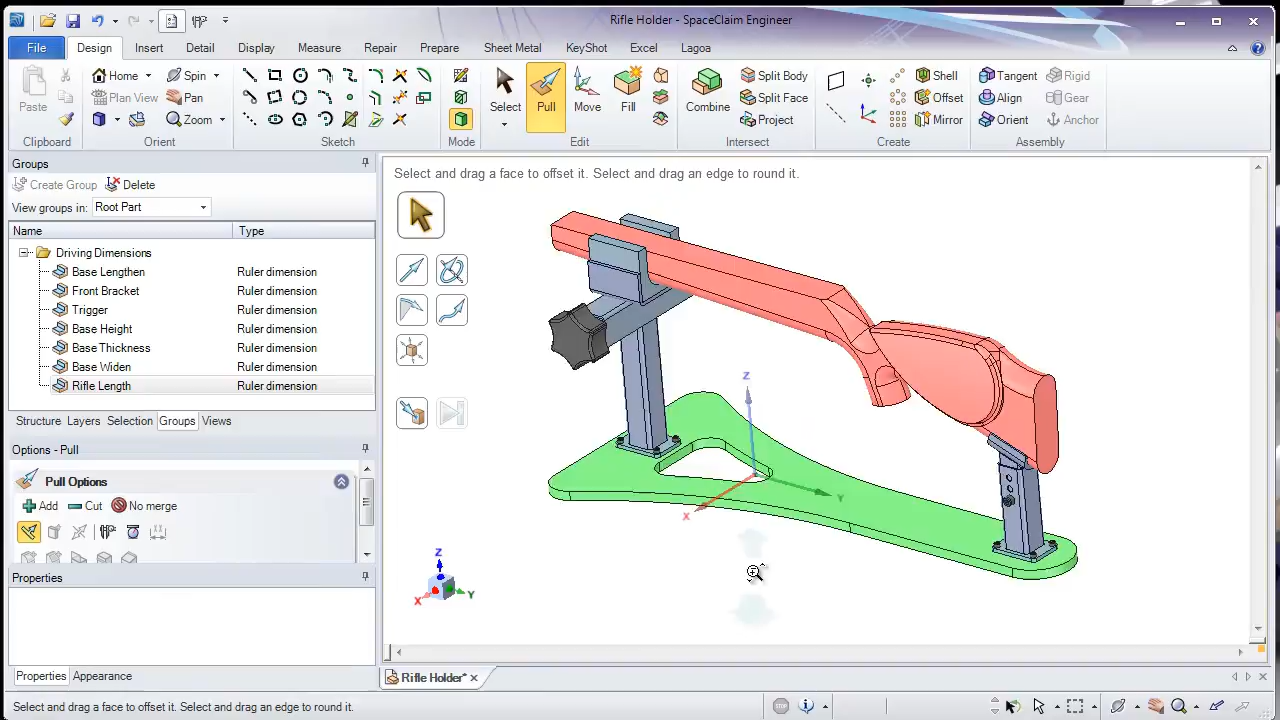 Rifle Holder - SpaceClaim Engineer
File Design Insert Detail Display Measure Repair Prepare Sheet Metal KeyShot Excel Lagoa
Paste Home Spin Select Pull Move Fill Combine Split Body Shell Tangent Rigid
Plan View Pan Split Face Offset Align Gear
Zoom Project Mirror Orient Anchor
Clipboard Orient Sketch Mode Edit Intersect Create Assembly
Groups
Create Group Delete
View groups in: Root Part
Name Type
Driving Dimensions
Base Lengthen Ruler dimension
Front Bracket Ruler dimension
Trigger Ruler dimension
Base Height Ruler dimension
Base Thickness Ruler dimension
Base Widen Ruler dimension
Rifle Length Ruler dimension
Structure Layers Selection Groups Views
Options - Pull
Pull Options
Add Cut No merge
Properties
Properties Appearance
Select and drag a face to offset it. Select and drag an edge to round it.
Z
X
Y
Z
X
Y
Rifle Holder*
Select and drag a face to offset it. Select and drag an edge to round it.
STOP